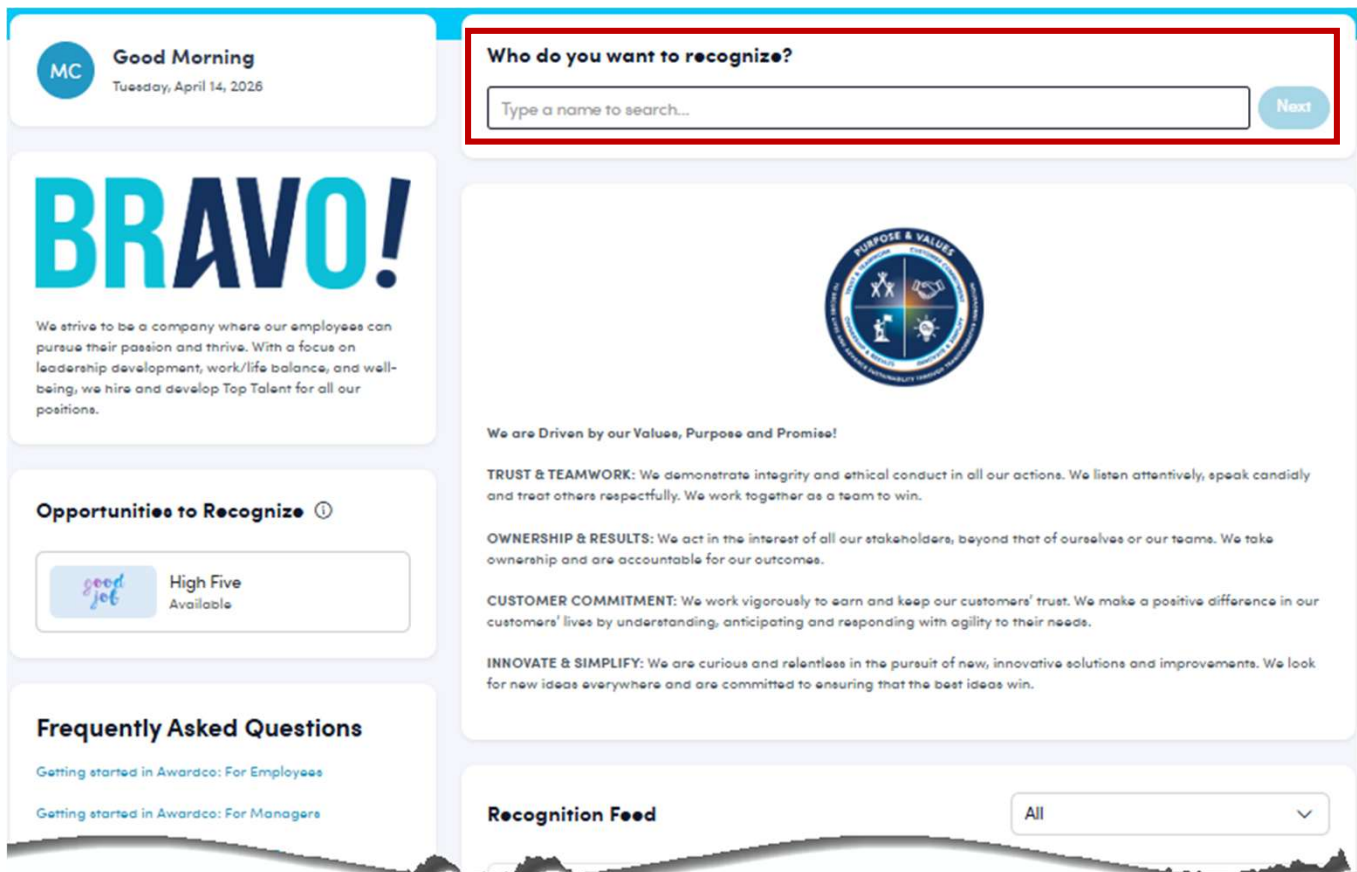 MC
Good Morning
Tuesday, April 14, 2026
BRAVO!
We strive to be a company where our employees can
pursue their passion and thrive. With a focus on
leadership development, work/life balance, and well-
being, we hire and develop Top Talent for all our
positions.
Opportunities to Recognize
good
job
High Five
Available
Frequently Asked Questions
Getting started in Awardco: For Employees
Getting started in Awardco: For Managers
Who do you want to recognize?
Type a name to search...
Next
PURPOSE & VALUES
TRUST & TEAMWORK
CUSTOMER COMMITMENT
OWNERSHIP & RESULTS
INNOVATE & SIMPLIFY
We are Driven by our Values, Purpose and Promise!
TRUST & TEAMWORK: We demonstrate integrity and ethical conduct in all our actions. We listen attentively, speak candidly
and treat others respectfully. We work together as a team to win.
OWNERSHIP & RESULTS: We act in the interest of all our stakeholders, beyond that of ourselves or our teams. We take
ownership and are accountable for our outcomes.
CUSTOMER COMMITMENT: We work vigorously to earn and keep our customers' trust. We make a positive difference in our
customers' lives by understanding, anticipating and responding with agility to their needs.
INNOVATE & SIMPLIFY: We are curious and relentless in the pursuit of new, innovative solutions and improvements. We look
for new ideas everywhere and are committed to ensuring that the best ideas win.
Recognition Feed
All